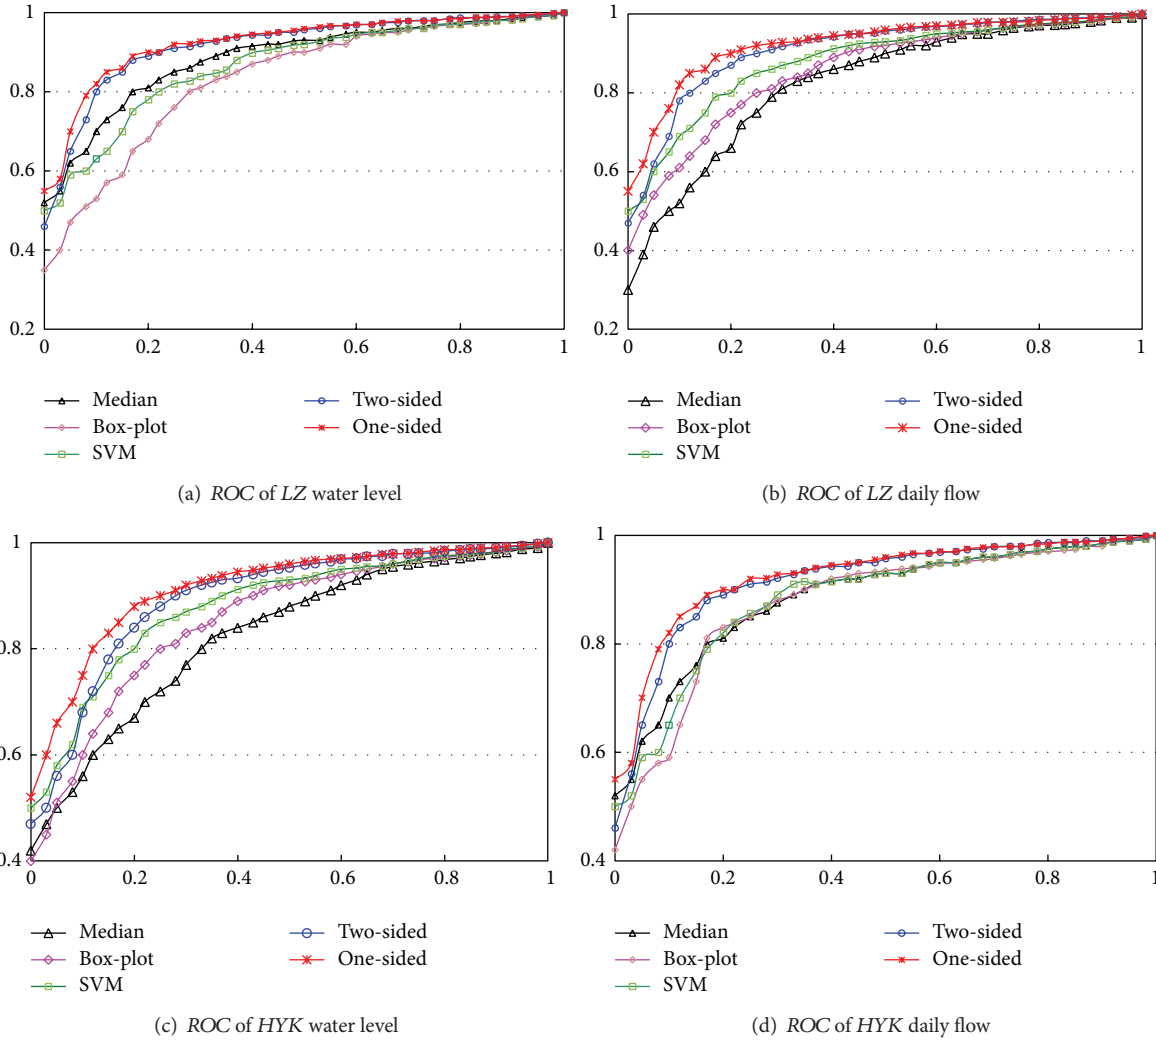 1
0.8
0.6
0.4
0.2
0 0.2 0.4 0.6 0.8 1
Median
Box-plot
SVM
Two-sided
One-sided
(a) ROC of LZ water level
1
0.8
0.6
0.4
0.2
0 0.2 0.4 0.6 0.8 1
Median
Box-plot
SVM
Two-sided
One-sided
(b) ROC of LZ daily flow
1
0.8
0.6
0.4
0 0.2 0.4 0.6 0.8 1
Median
Box-plot
SVM
Two-sided
One-sided
(c) ROC of HYK water level
1
0.8
0.6
0.4
0 0.2 0.4 0.6 0.8 1
Median
Box-plot
SVM
Two-sided
One-sided
(d) ROC of HYK daily flow